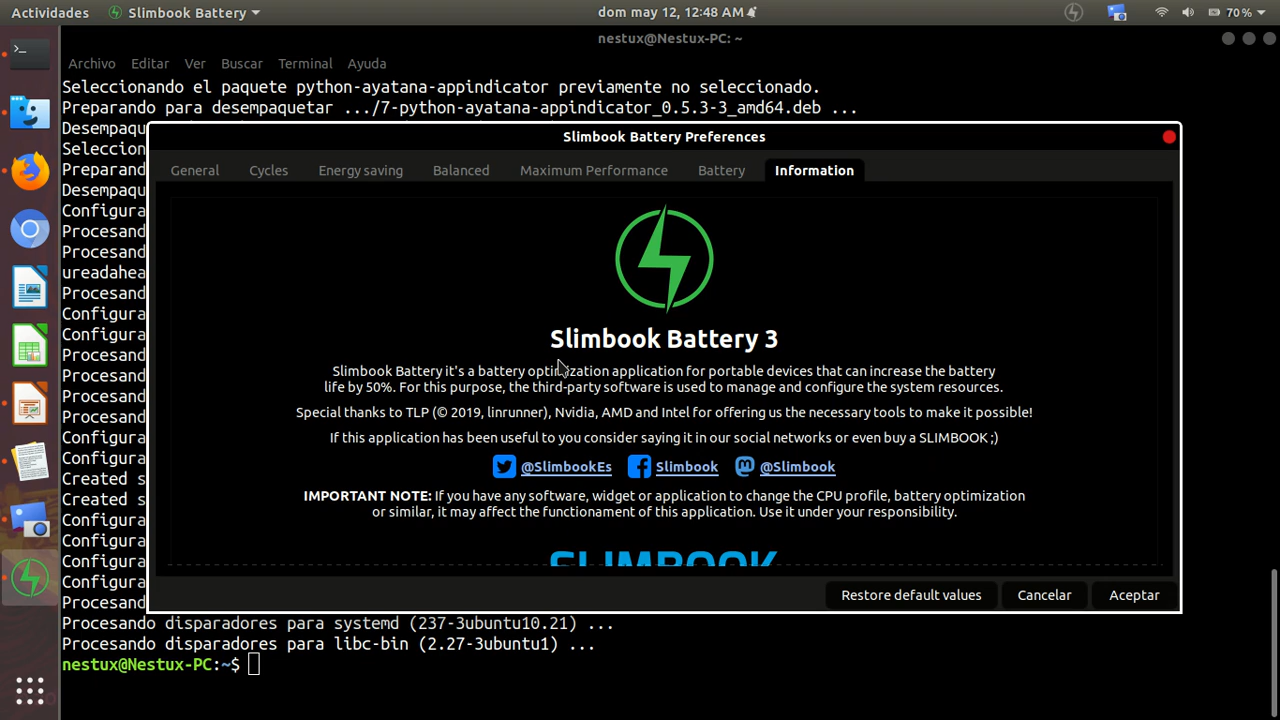 Actividades
Slimbook Battery
dom may 12, 12:48 AM
70 %
nestux@Nestux-PC: ~
Archivo Editar Ver Buscar Terminal Ayuda
Seleccionando el paquete python-ayatana-appindicator previamente no seleccionado.
Preparando para desempaquetar .../7-python-ayatana-appindicator_0.5.3-3_amd64.deb ...
Desempaqu
Seleccion
Preparand
Desempaqu
Configura
Procesand
Procesand
ureadahea
Procesand
Configura
Configura
Procesand
Procesand
Procesand
Procesand
Configura
Configura
Created s
Created s
Configura
Configura
Configura
Configura
Procesand
Procesando disparadores para systemd (237-3ubuntu10.21) ...
Procesando disparadores para libc-bin (2.27-3ubuntu1) ...
nestux@Nestux-PC:~$
Slimbook Battery Preferences
General Cycles Energy saving Balanced Maximum Performance Battery Information
Slimbook Battery 3
Slimbook Battery it's a battery optimization application for portable devices that can increase the battery
life by 50%. For this purpose, the third-party software is used to manage and configure the system resources.
Special thanks to TLP (© 2019, linrunner), Nvidia, AMD and Intel for offering us the necessary tools to make it possible!
If this application has been useful to you consider saying it in our social networks or even buy a SLIMBOOK ;)
@SlimbookEs Slimbook @Slimbook
IMPORTANT NOTE: If you have any software, widget or application to change the CPU profile, battery optimization
or similar, it may affect the functionament of this application. Use it under your responsibility.
SLIMBOOK
Restore default values Cancelar Aceptar